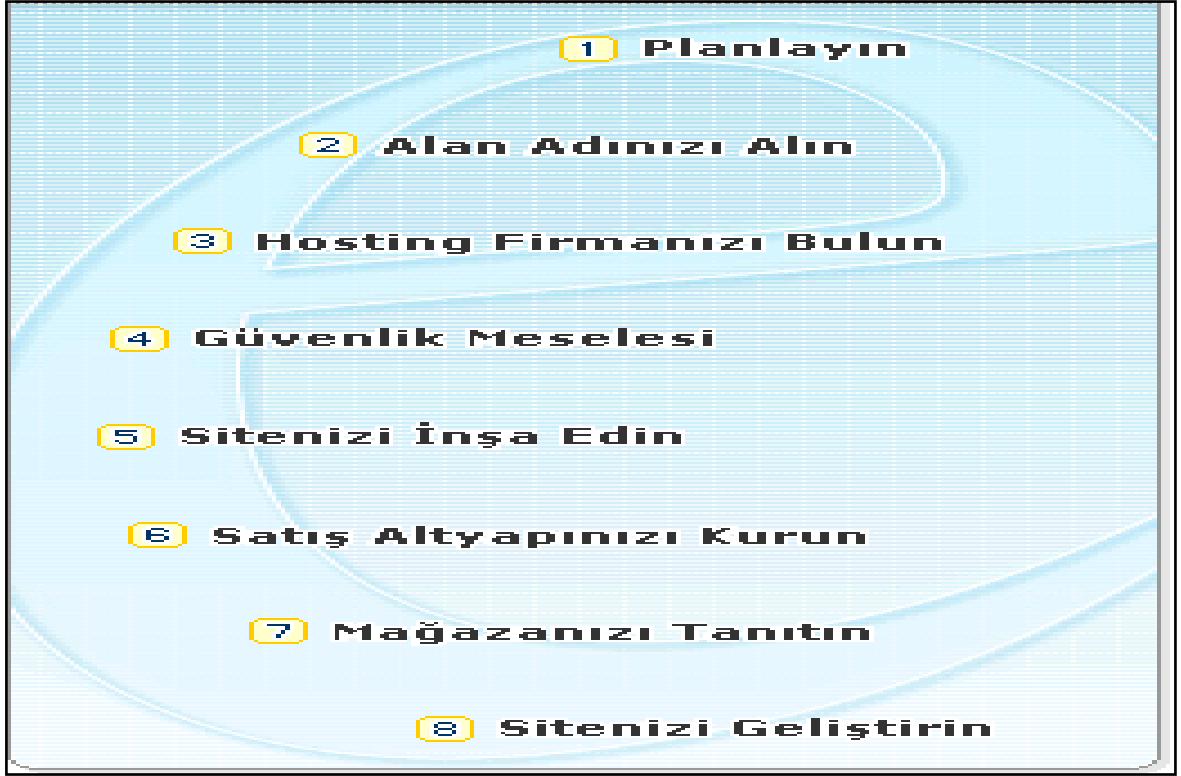 1 Planlayın
2 Alan Adınızı Alın
3 Hosting Firmanızı Bulun
4 Güvenlik Meselesi
5 Sitenizi İnşa Edin
6 Satış Altyapınızı Kurun
7 Mağazanızı Tanıtın
8 Sitenizi Geliştirin